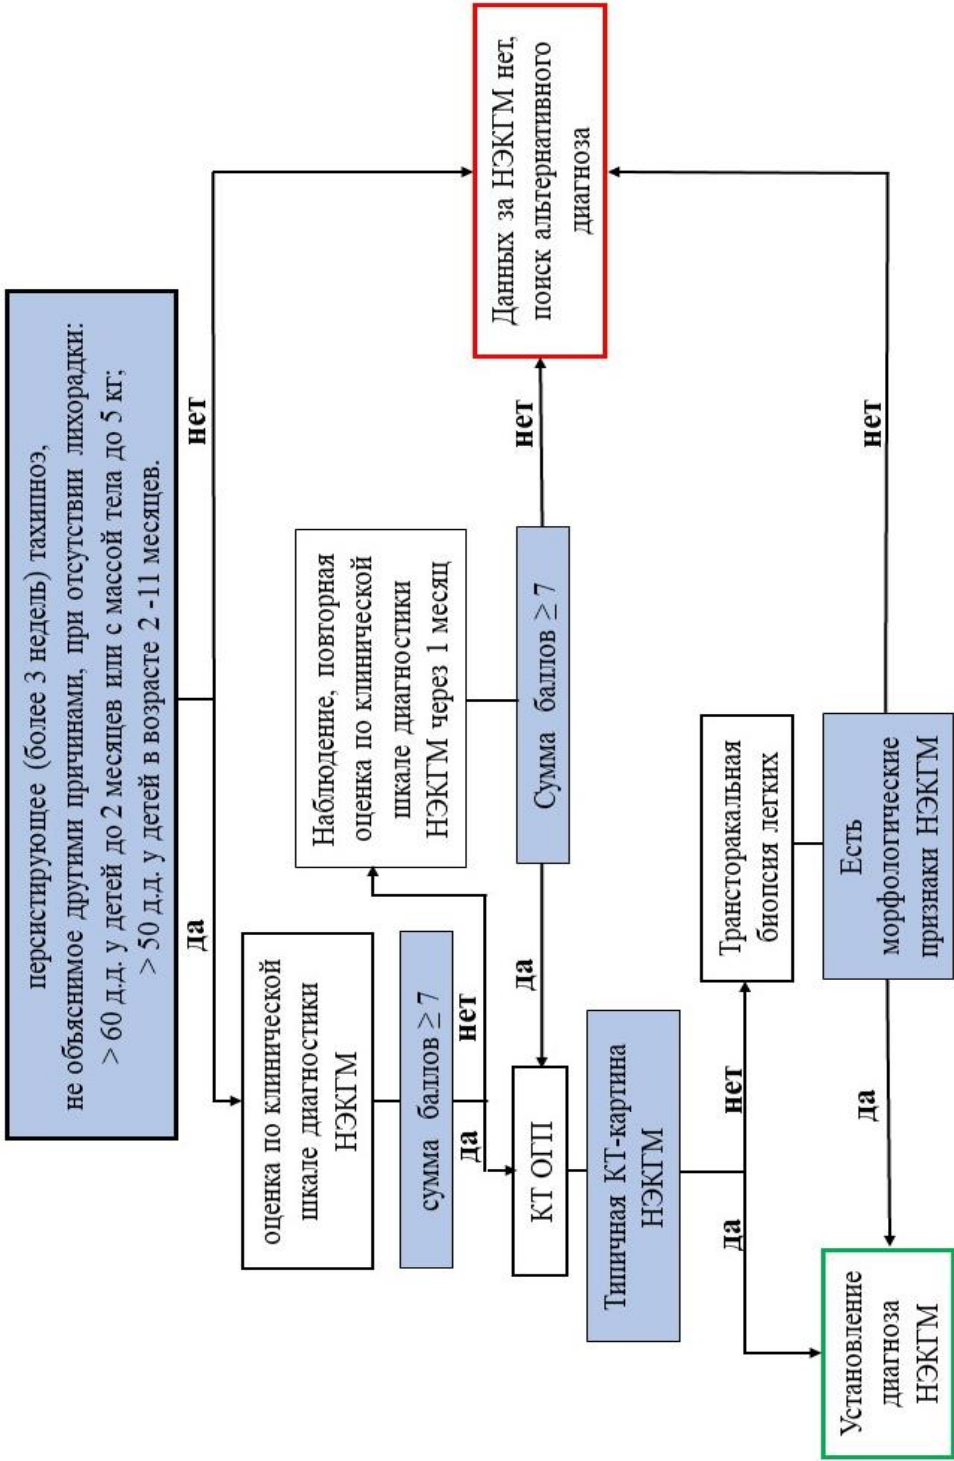 персистирующее (более 3 недель) тахипноэ,
не объяснимое другими причинами, при отсутствии лихорадки:
> 60 д.д. у детей до 2 месяцев или с массой тела до 5 кг;
> 50 д.д. у детей в возрасте 2 -11 месяцев.
да
нет
оценка по клинической
шкале диагностики
НЭКГМ
сумма баллов ≥ 7
да
нет
Наблюдение, повторная
оценка по клинической
шкале диагностики
НЭКГМ через 1 месяц
Сумма баллов ≥ 7
да
нет
Данных за НЭКГМ нет,
поиск альтернативного
диагноза
КТ ОГП
Типичная КТ-картина
НЭКГМ
да
нет
Трансторакальная
биопсия легких
Есть
морфологические
признаки НЭКГМ
да
нет
Установление
диагноза
НЭКГМ